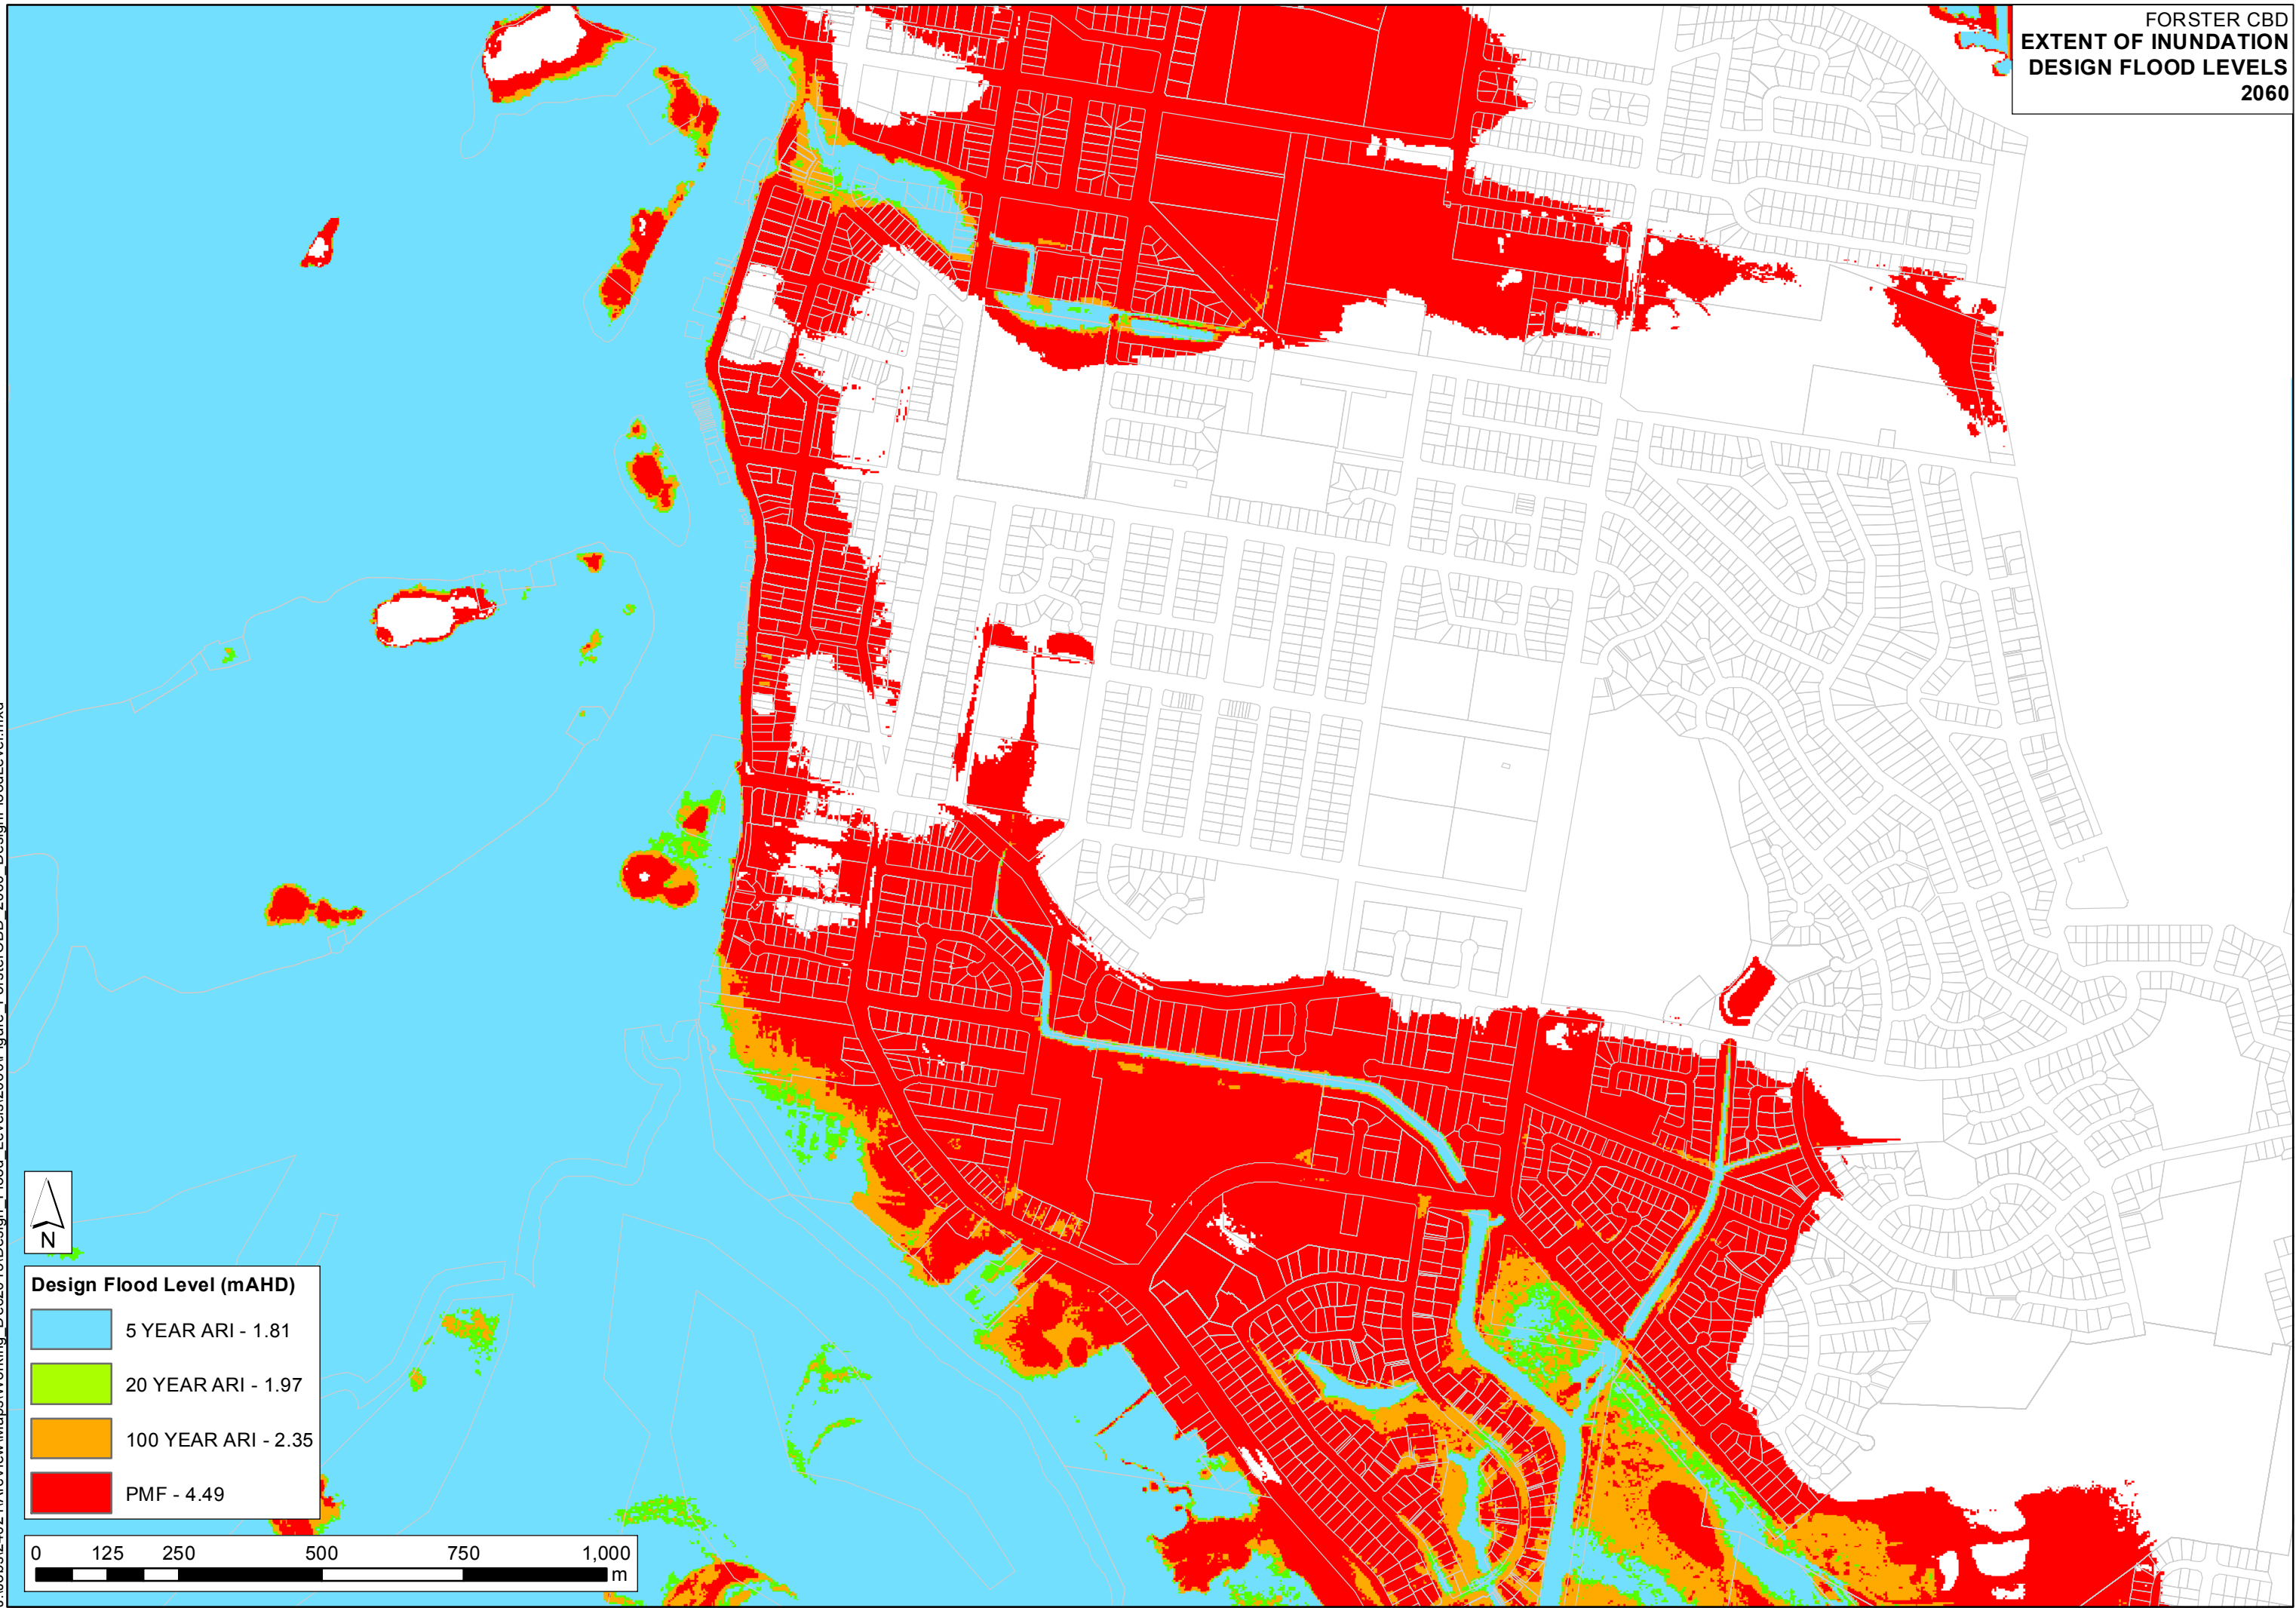 FORSTER CBD
EXTENT OF INUNDATION
DESIGN FLOOD LEVELS
2060
N
Design Flood Level (mAHD)
5 YEAR ARI - 1.81
20 YEAR ARI - 1.97
100 YEAR ARI - 2.35
PMF - 4.49
0 125 250 500 750 1,000
m